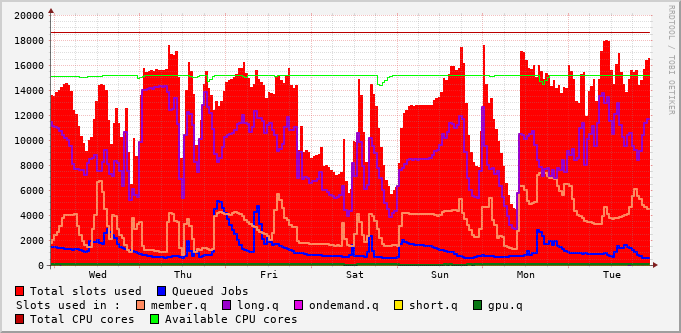 20000
18000
16000
14000
12000
10000
8000
6000
4000
2000
0
Wed Thu Fri Sat Sun Mon Tue
Total slots used Queued Jobs
Slots used in : member.q long.q ondemand.q short.q gpu.q
Total CPU cores Available CPU cores
RRDTOOL / TOBI OETIKER